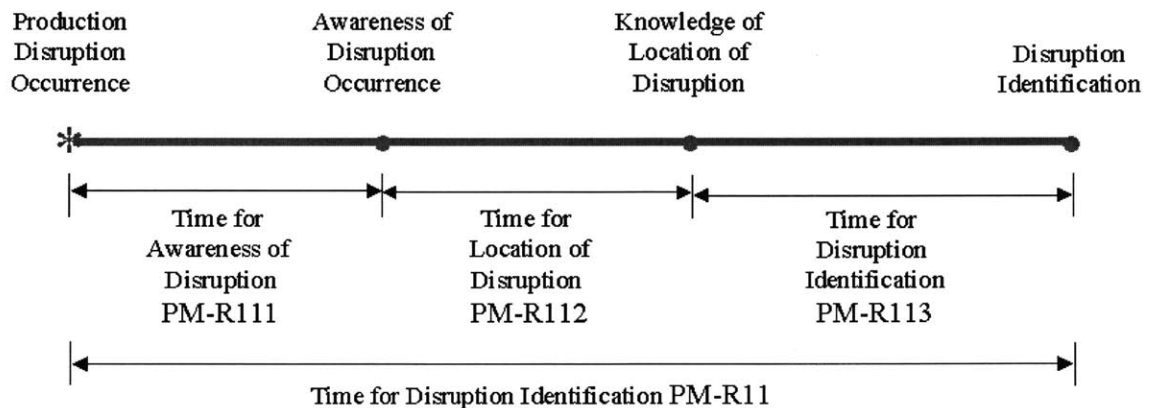 Production
Disruption
Occurrence
Awareness of
Disruption
Occurrence
Knowledge of
Location of
Disruption
Disruption
Identification
Time for
Awareness of
Disruption
PM-R111
Time for
Location of
Disruption
PM-R112
Time for
Disruption
Identification
PM-R113
Time for Disruption Identification PM-R11